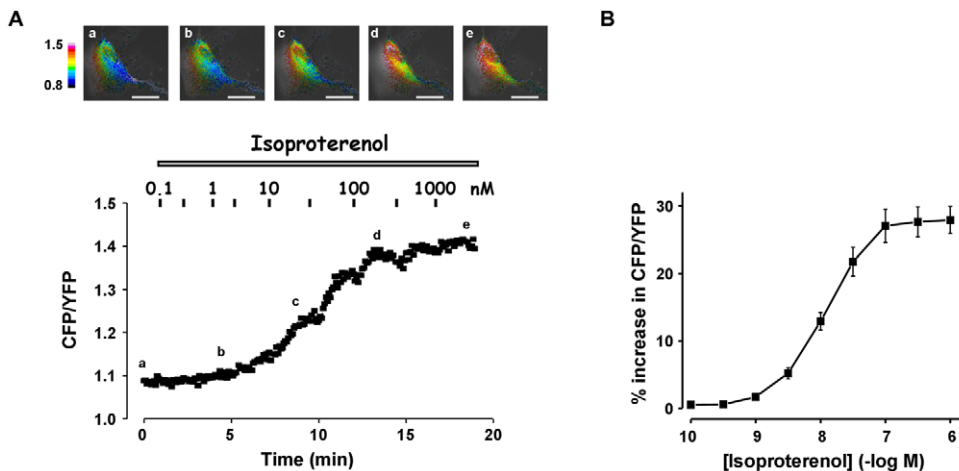 A
B
a b c d e
1.5
0.8
Isoproterenol
0.1 1 10 100 1000 nM
1.5
1.4
1.3
1.2
1.1
1.0
CFP/YFP
a
b
c
d
e
0 5 10 15 20
Time (min)
30
20
10
0
% increase in CFP/YFP
10 9 8 7 6
[Isoproterenol] (-log M)